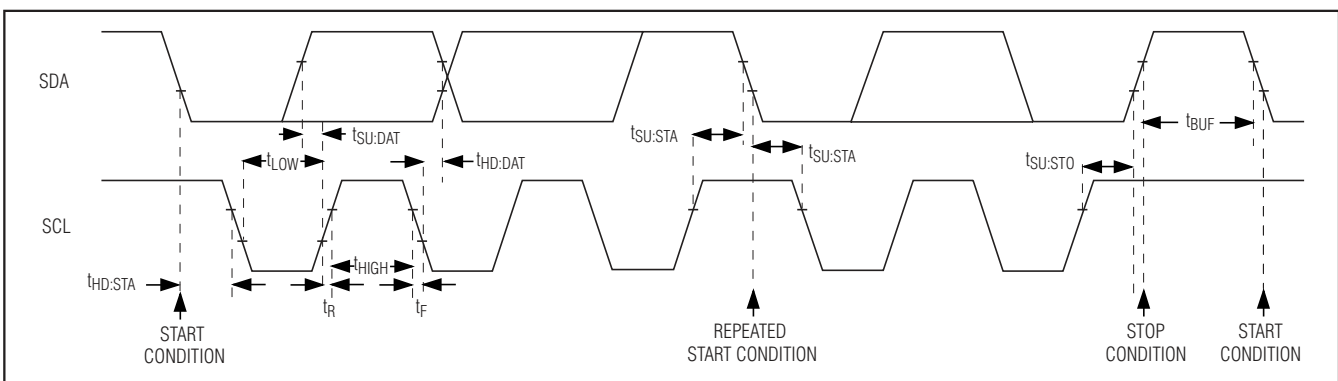 SDA
tSU:DAT
tLOW
tHD:DAT
tSU:STA
tSU:STA
tBUF
tSU:STO
SCL
tHIGH
tHD:STA
tR
tF
START
CONDITION
REPEATED
START CONDITION
STOP
CONDITION
START
CONDITION